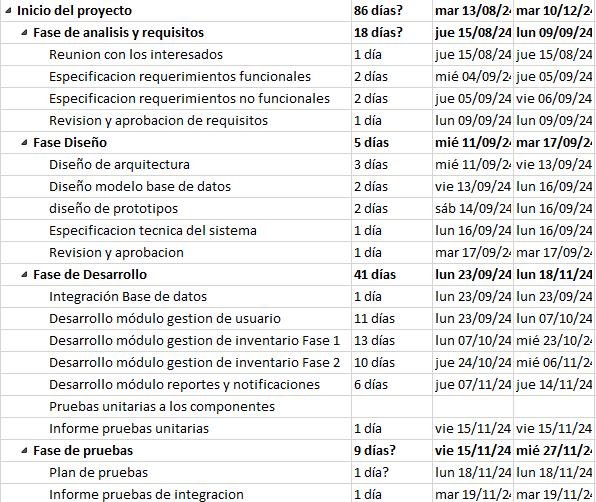 Inicio del proyecto 86 días? mar 13/08/24 mar 10/12/24
Fase de analisis y requisitos 18 días? jue 15/08/24 lun 09/09/24
Reunion con los interesados 1 día jue 15/08/24 jue 15/08/24
Especificacion requerimientos funcionales 2 días mié 04/09/24 jue 05/09/24
Especificacion requerimientos no funcionales 2 días jue 05/09/24 vie 06/09/24
Revision y aprobacion de requisitos 1 día lun 09/09/24 lun 09/09/24
Fase Diseño 5 días mié 11/09/24 mar 17/09/24
Diseño de arquitectura 3 días mié 11/09/24 vie 13/09/24
Diseño modelo base de datos 2 días vie 13/09/24 lun 16/09/24
diseño de prototipos 2 días sáb 14/09/24 lun 16/09/24
Especificacion tecnica del sistema 1 día lun 16/09/24 lun 16/09/24
Revision y aprobacion 1 día mar 17/09/24 mar 17/09/24
Fase de Desarrollo 41 días lun 23/09/24 lun 18/11/24
Integración Base de datos 1 día lun 23/09/24 lun 23/09/24
Desarrollo módulo gestion de usuario 11 días lun 23/09/24 lun 07/10/24
Desarrollo módulo gestion de inventario Fase 1 13 días lun 07/10/24 mié 23/10/24
Desarrollo módulo gestion de inventario Fase 2 10 días jue 24/10/24 mié 06/11/24
Desarrollo módulo reportes y notificaciones 6 días jue 07/11/24 jue 14/11/24
Pruebas unitarias a los componentes
Informe pruebas unitarias 1 día vie 15/11/24 vie 15/11/24
Fase de pruebas 9 días? vie 15/11/24 mié 27/11/24
Plan de pruebas 1 día? lun 18/11/24 lun 18/11/24
Informe pruebas de integracion 1 día mar 19/11/24 mar 19/11/24